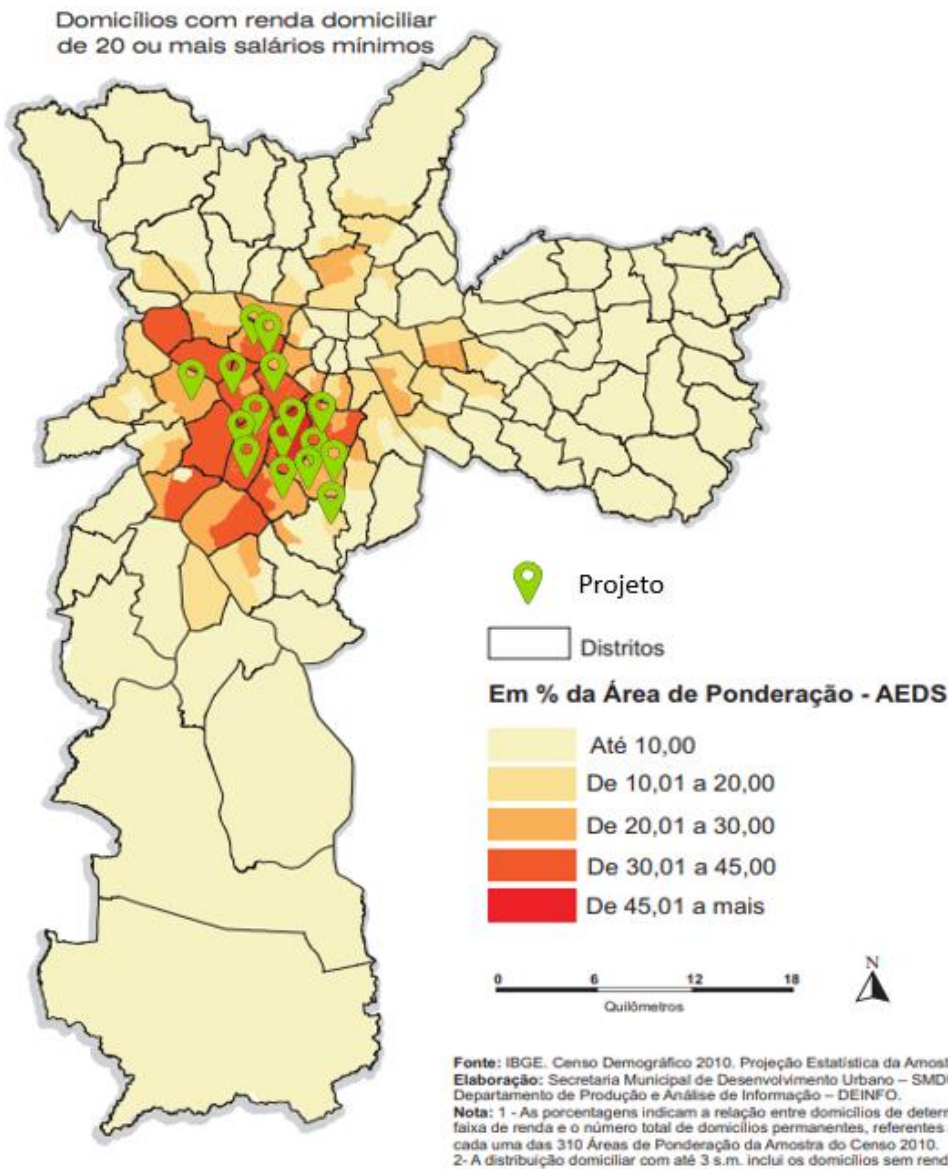 Domicílios com renda domiciliar
de 20 ou mais salários mínimos
Projeto
Distritos
Em % da Área de Ponderação - AEDS
Até 10,00
De 10,01 a 20,00
De 20,01 a 30,00
De 30,01 a 45,00
De 45,01 a mais
0 6 12 18
Quilômetros
N
Fonte: IBGE. Censo Demográfico 2010. Projeção Estatística da Amost
Elaboração: Secretaria Municipal de Desenvolvimento Urbano – SMD
Departamento de Produção e Análise de Informação – DEINFO.
Nota: 1 - As porcentagens indicam a relação entre domicílios de deterr
faixa de renda e o número total de domicílios permanentes, referentes
cada uma das 310 Áreas de Ponderação da Amostra do Censo 2010.
2- A distribuição domiciliar com até 3 s.m. inclui os domicílios sem rend